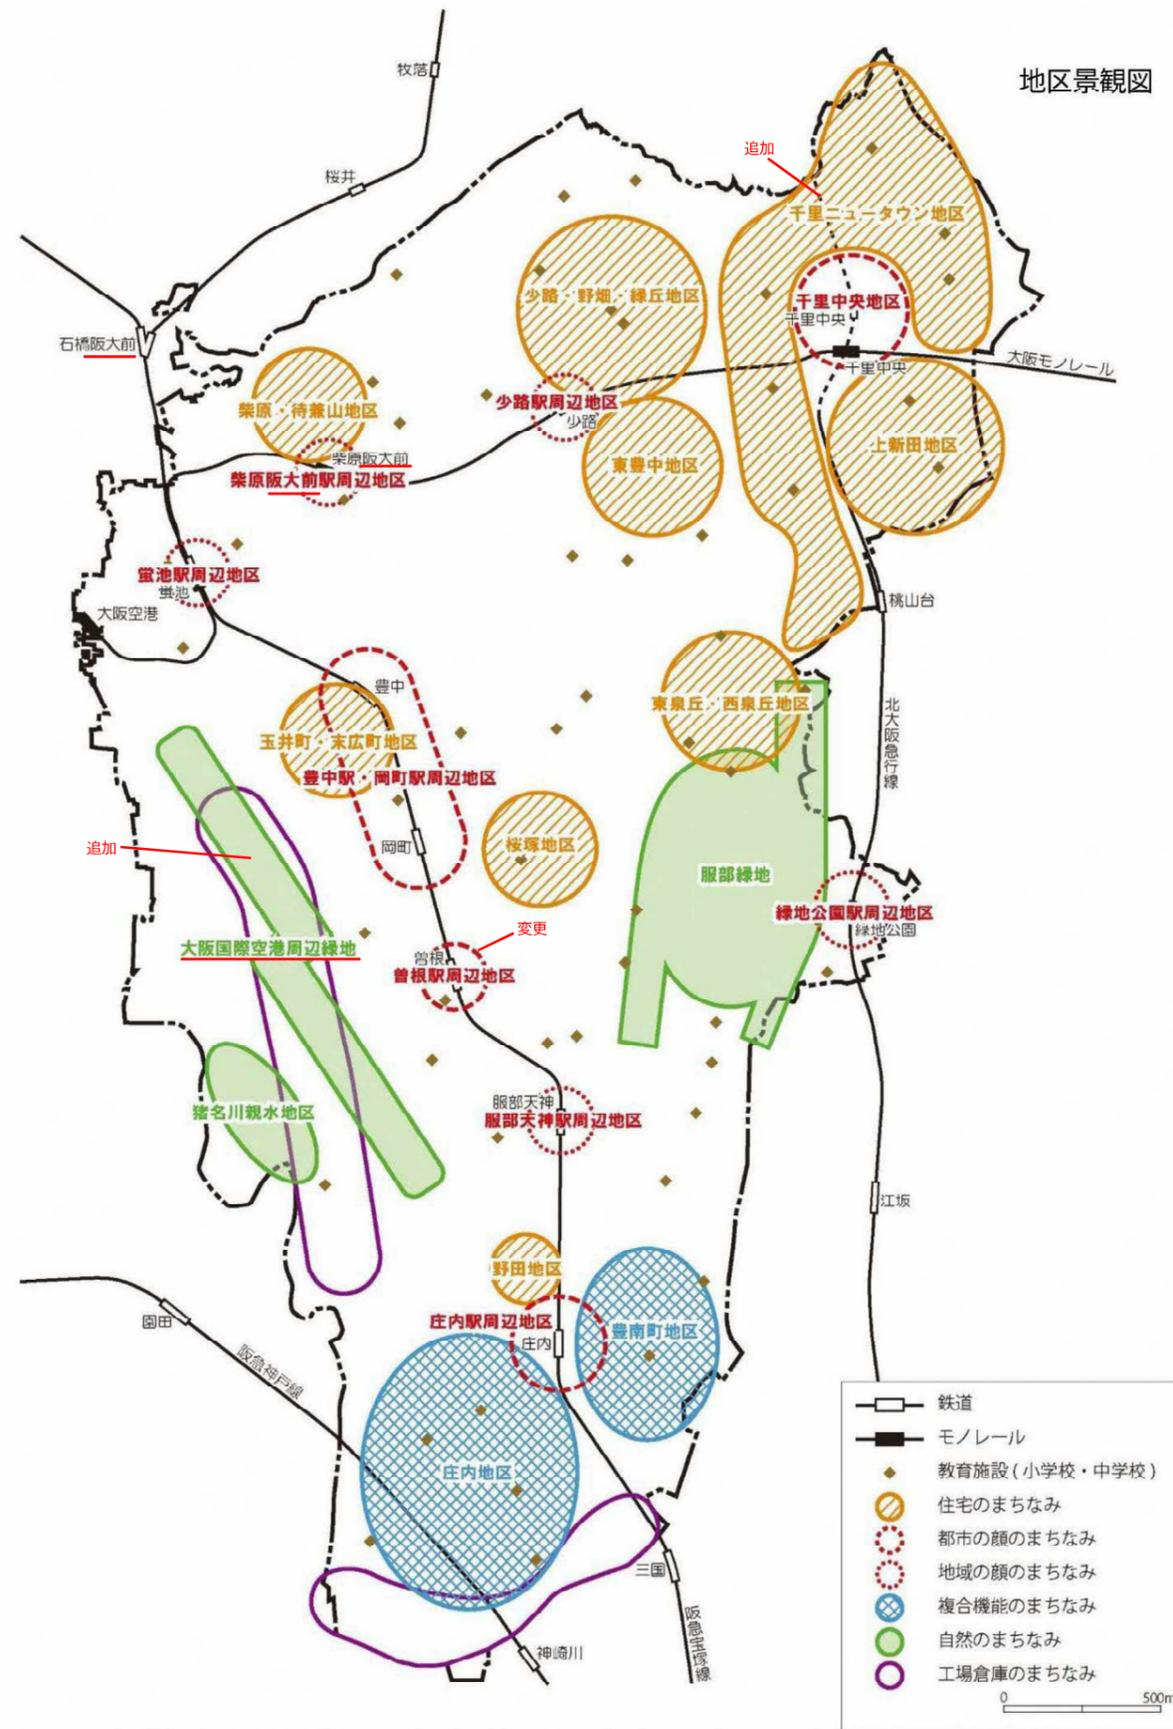 地区景観図
牧落
追加
桜井
千里ニュータウン地区
少路・野畑・緑丘地区
千里中央地区
千里中央
石橋阪大前
大阪モノレール
千里中央
柴原・待兼山地区
少路駅周辺地区
少路
上新田地区
東豊中地区
柴原阪大前
柴原阪大前駅周辺地区
蛍池駅周辺地区
蛍池
大阪空港
桃山台
豊中
東泉丘・西泉丘地区
北大阪急行線
玉井町・末広町地区
豊中駅・岡町駅周辺地区
岡町
桜塚地区
追加
服部緑地
緑地公園駅周辺地区
緑地公園
変更
大阪国際空港周辺緑地
曽根
曽根駅周辺地区
服部天神
服部天神駅周辺地区
猪名川親水地区
江坂
野田地区
園田
庄内駅周辺地区
庄内
豊南町地区
阪急神戸線
庄内地区
三国
阪急宝塚線
神崎川
鉄道
モノレール
教育施設(小学校・中学校)
住宅のまちなみ
都市の顔のまちなみ
地域の顔のまちなみ
複合機能のまちなみ
自然のまちなみ
工場倉庫のまちなみ
0 500m